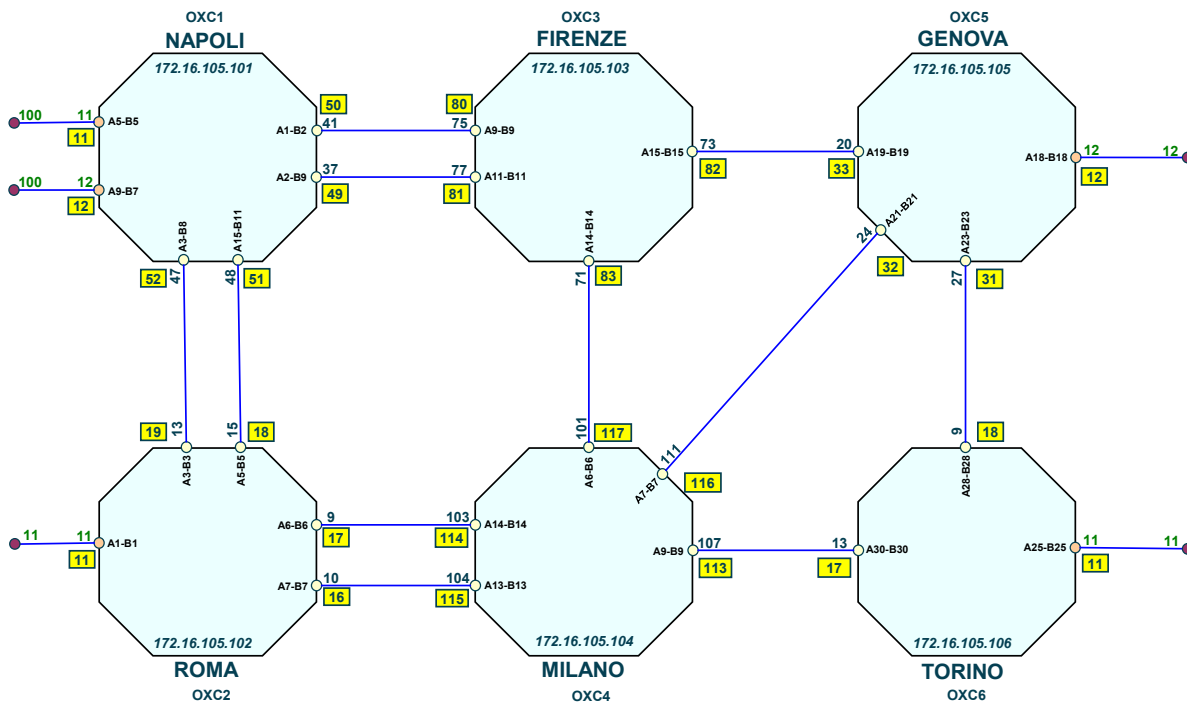 OXC1
NAPOLI
172.16.105.101
100
11
11
A5-B5
100
12
12
A9-B7
50
41
A1-B2
37
49
A2-B9
A3-B8
A15-B11
52
47
48
51
OXC3
FIRENZE
172.16.105.103
80
75
A9-B9
77
81
A11-B11
A15-B15
73
82
A14-B14
71
83
OXC5
GENOVA
172.16.105.105
20
33
A19-B19
A18-B18
12
12
12
A21-B21
24
32
A23-B23
27
31
19
13
15
18
A3-B3
A5-B5
11
11
11
A1-B1
A6-B6
9
17
A7-B7
10
16
172.16.105.102
ROMA
OXC2
101
117
A6-B6
111
A7-B7
116
103
114
A14-B14
104
115
A13-B13
A9-B9
107
113
172.16.105.104
MILANO
OXC4
9
18
A28-B28
13
17
A30-B30
A25-B25
11
11
11
172.16.105.106
TORINO
OXC6